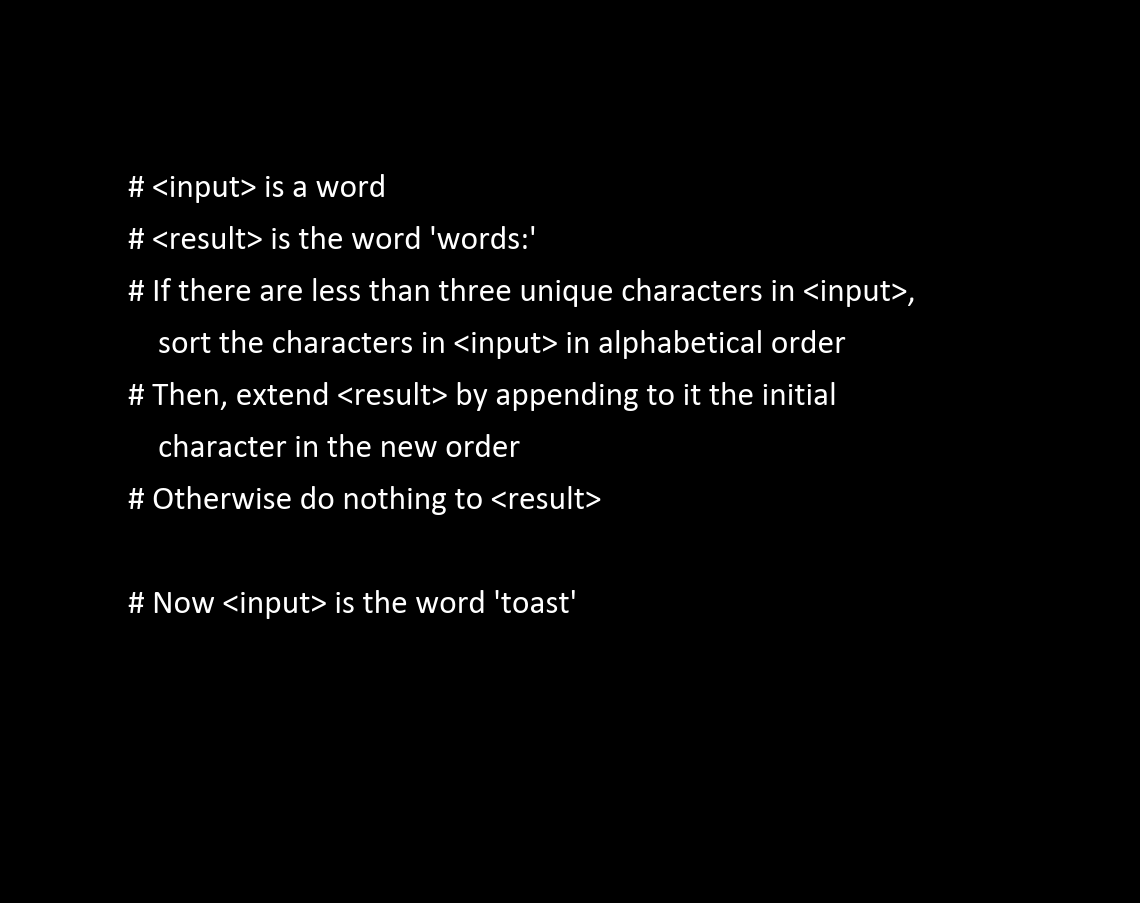 # <input> is a word
# <result> is the word 'words:'
# If there are less than three unique characters in <input>,
sort the characters in <input> in alphabetical order
# Then, extend <result> by appending to it the initial
character in the new order
# Otherwise do nothing to <result>
# Now <input> is the word 'toast'